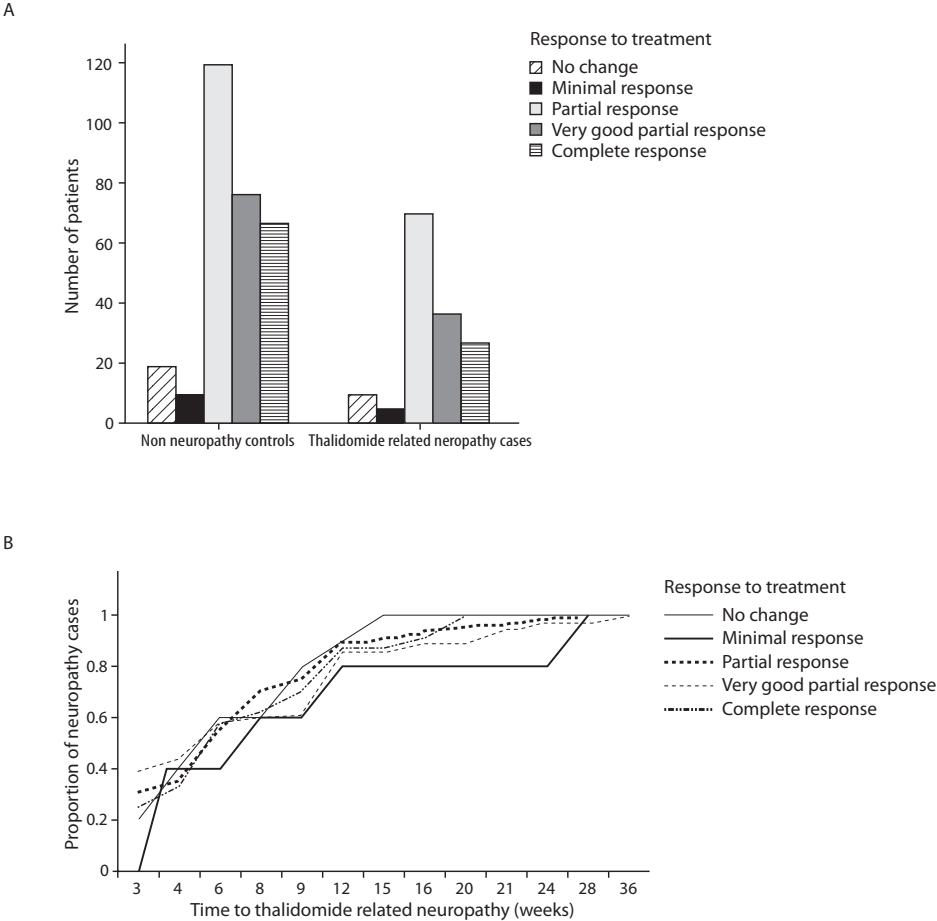 A
Response to treatment
No change
Minimal response
Partial response
Very good partial response
Complete response
Number of patients
120
100
80
60
40
20
0
Non neuropathy controls
Thalidomide related neropathy cases
B
Response to treatment
No change
Minimal response
Partial response
Very good partial response
Complete response
Proportion of neuropathy cases
1
0.8
0.6
0.4
0.2
0
3 4 6 8 9 12 15 16 20 21 24 28 36
Time to thalidomide related neuropathy (weeks)